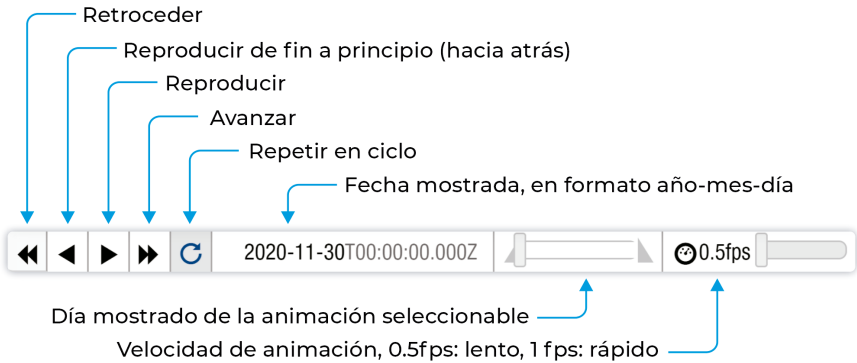 Retroceder
Reproducir de fin a principio (hacia atrás)
Reproducir
Avanzar
Repetir en ciclo
Fecha mostrada, en formato año-mes-día
2020-11-30T00:00:00.000Z
0.5fps
Día mostrado de la animación seleccionable
Velocidad de animación, 0.5fps: lento, 1 fps: rápido